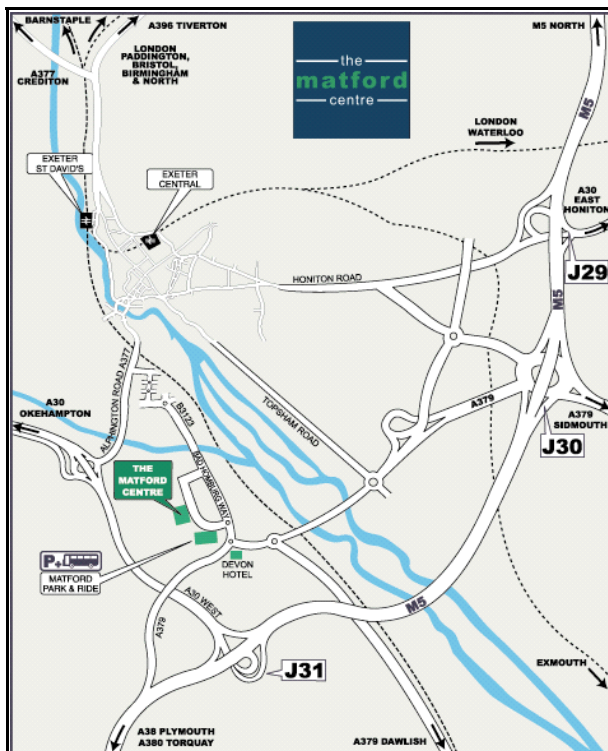 BARNSTAPLE
A396 TIVERTON
M5 NORTH
LONDON
PADDINGTON,
BRISTOL,
BIRMINGHAM
& NORTH
A377
CREDITON
the
matford
centre
M5
LONDON
WATERLOO
EXETER
ST DAVID'S
EXETER
CENTRAL
A30
EAST
HONITON
J29
HONITON ROAD
M5
ALPHINGTON ROAD A377
A30
OKEHAMPTON
B3123
TOPSHAM ROAD
A379
A379
SIDMOUTH
J30
THE
MATFORD
CENTRE
BAD HOMBURG WAY
P+
MATFORD
PARK & RIDE
DEVON
HOTEL
A30 WEST
M5
A379
J31
EXMOUTH
A38 PLYMOUTH
A380 TORQUAY
A379 DAWLISH